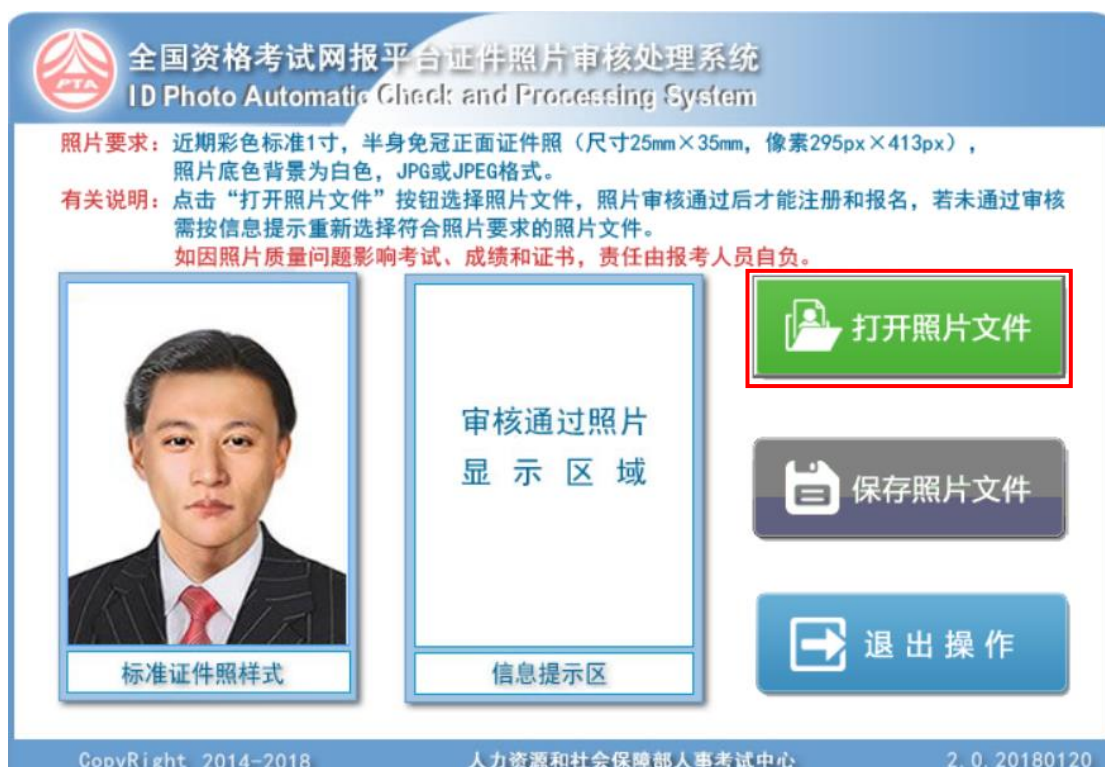 PTA
全国资格考试网报平台证件照片审核处理系统
ID Photo Automatic Check and Processing System
照片要求：近期彩色标准1寸，半身免冠正面证件照（尺寸25mm×35mm，像素295px×413px），
照片底色背景为白色，JPG或JPEG格式。
有关说明：点击“打开照片文件”按钮选择照片文件，照片审核通过后才能注册和报名，若未通过审核
需按信息提示重新选择符合照片要求的照片文件。
如因照片质量问题影响考试、成绩和证书，责任由报考人员自负。
打开照片文件
审核通过照片
显示区域
保存照片文件
退出操作
标准证件照样式
信息提示区
CopyRight 2014-2018
人力资源和社会保障部人事考试中心
2.0.20180120